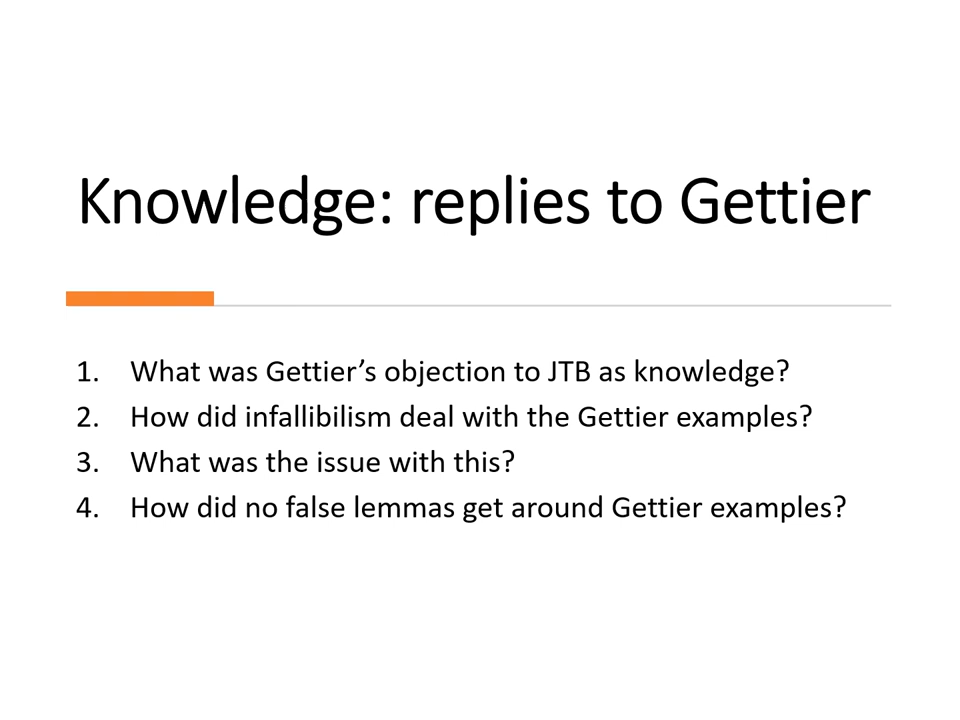 Knowledge: replies to Gettier
1. What was Gettier’s objection to JTB as knowledge?
2. How did infallibilism deal with the Gettier examples?
3. What was the issue with this?
4. How did no false lemmas get around Gettier examples?